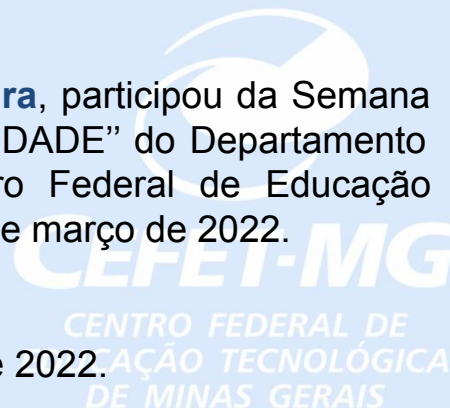 ra, participou da Semana
DADE” do Departamento
ro Federal de Educação
e março de 2022.
CEFET-MG
CENTRO FEDERAL DE
EDUCAÇÃO TECNOLÓGICA
DE MINAS GERAIS
e 2022.